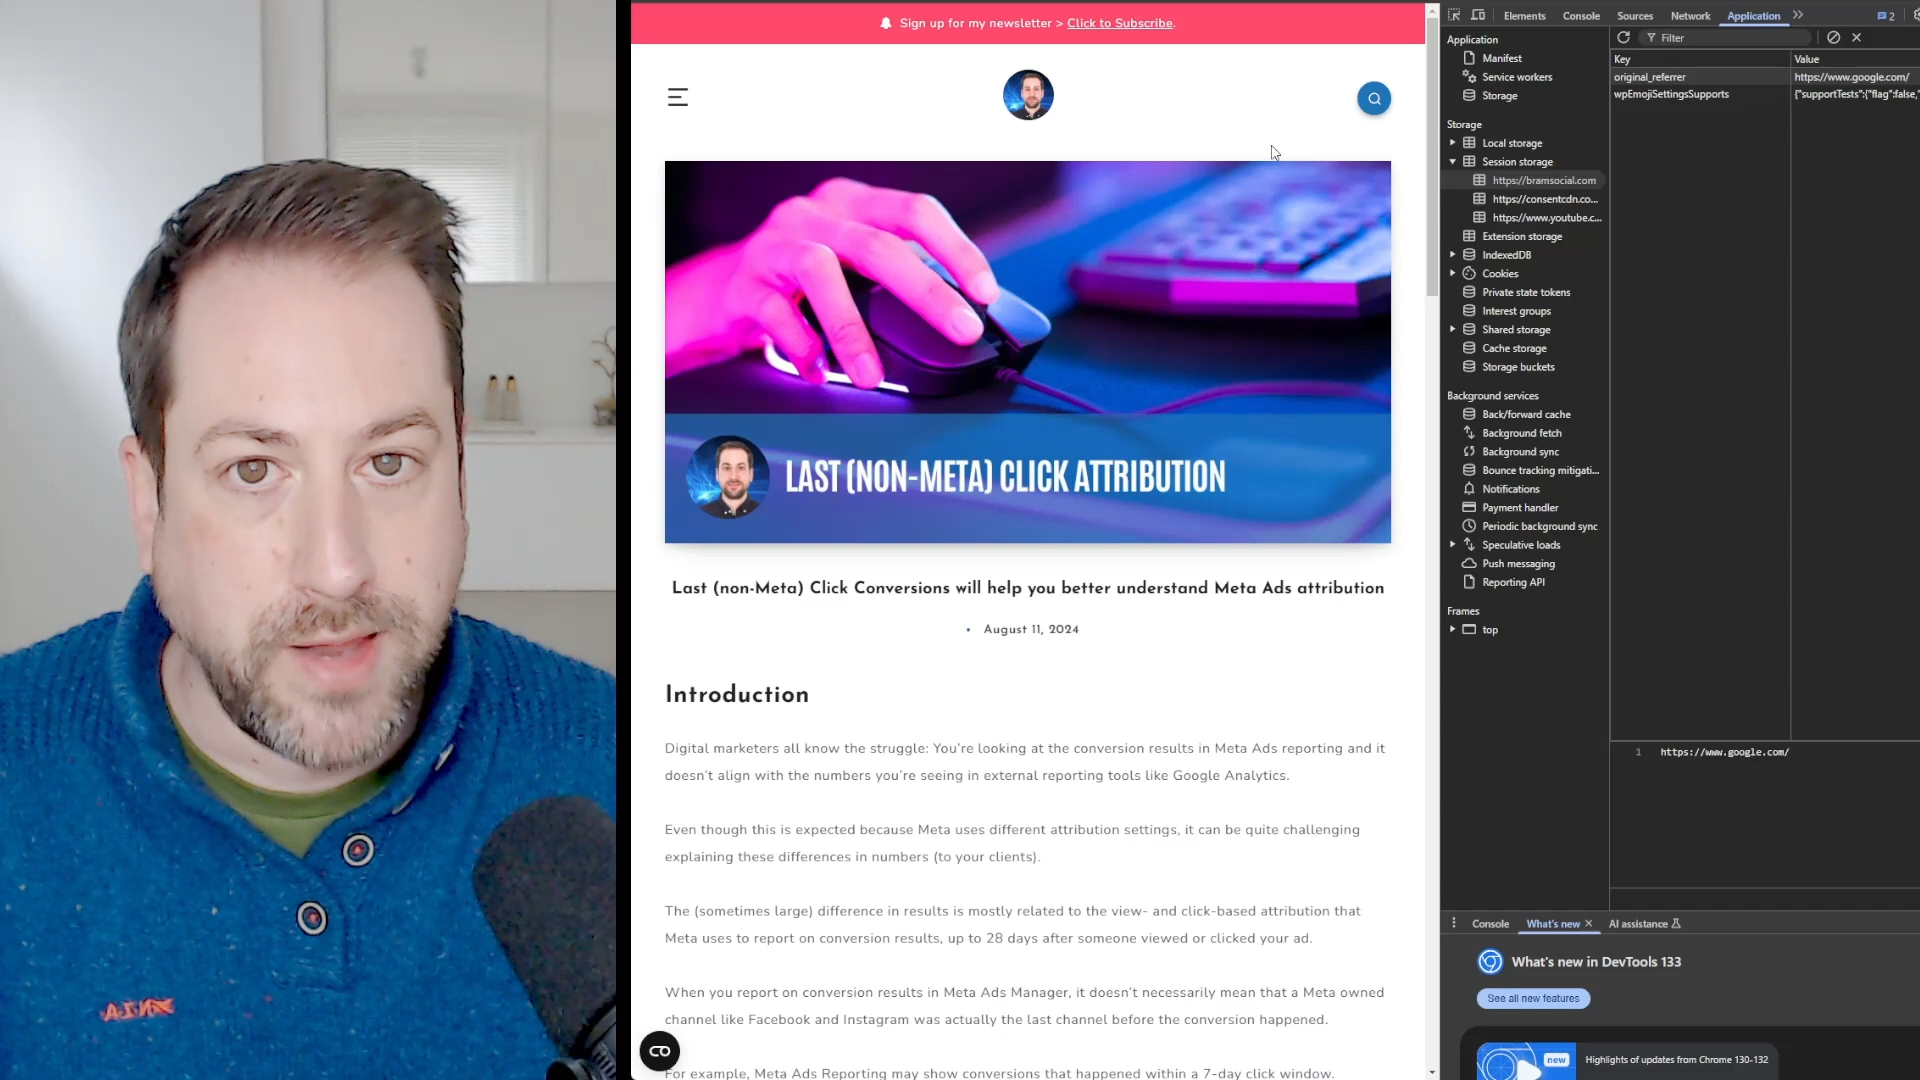 Sign up for my newsletter > Click to Subscribe.
LAST (NON-META) CLICK ATTRIBUTION
Last (non-Meta) Click Conversions will help you better understand Meta Ads attribution
• August 11, 2024
Introduction
Digital marketers all know the struggle: You're looking at the conversion results in Meta Ads reporting and it
doesn't align with the numbers you're seeing in external reporting tools like Google Analytics.
Even though this is expected because Meta uses different attribution settings, it can be quite challenging
explaining these differences in numbers (to your clients).
The (sometimes large) difference in results is mostly related to the view- and click-based attribution that
Meta uses to report on conversion results, up to 28 days after someone viewed or clicked your ad.
When you report on conversion results in Meta Ads Manager, it doesn't necessarily mean that a Meta owned
channel like Facebook and Instagram was actually the last channel before the conversion happened.
For example, Meta Ads Reporting may show conversions that happened within a 7-day click window.
Elements Console Sources Network Application 2
Application
Manifest
Service workers
Storage
Storage
Local storage
Session storage
https://bramsocial.com
https://consentcdn.co...
https://www.youtube.c...
Extension storage
IndexedDB
Cookies
Private state tokens
Interest groups
Shared storage
Cache storage
Storage buckets
Background services
Back/forward cache
Background fetch
Background sync
Bounce tracking mitigati...
Notifications
Payment handler
Periodic background sync
Speculative loads
Push messaging
Reporting API
Frames
top
Filter
Key Value
original_referrer https://www.google.com/
wpEmojiSettingsSupports {"supportTests":{"flag":false,"
1 https://www.google.com/
Console What's new AI assistance
What's new in DevTools 133
See all new features
new
Highlights of updates from Chrome 130-132